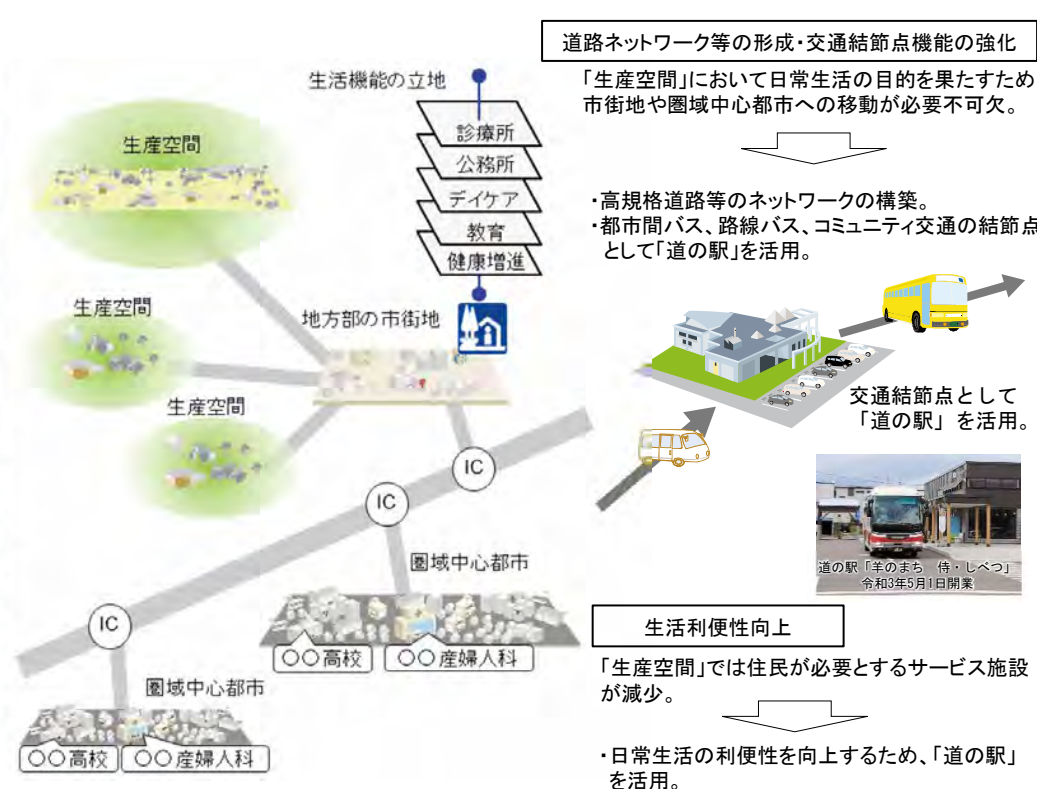 生活機能の立地
診療所
公務所
デイケア
教育
健康増進
生産空間
生産空間
地方部の市街地
生産空間
IC
IC
圏域中心都市
IC
〇〇高校
〇〇産婦人科
圏域中心都市
〇〇高校
〇〇産婦人科
道路ネットワーク等の形成・交通結節点機能の強化
「生産空間」において日常生活の目的を果たすため
市街地や圏域中心都市への移動が必要不可欠。
・高規格道路等のネットワークの構築。
・都市間バス、路線バス、コミュニティ交通の結節点
として「道の駅」を活用。
交通結節点として
「道の駅」を活用。
道の駅「羊のまち 侍・しべつ」
令和3年5月1日開業
生活利便性向上
「生産空間」では住民が必要とするサービス施設
が減少。
・日常生活の利便性を向上するため、「道の駅」
を活用。